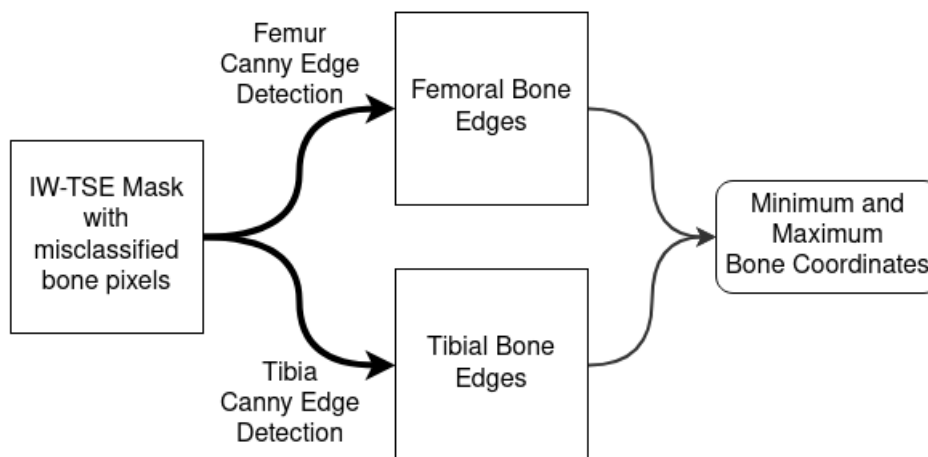 IW-TSE Mask
with
misclassified
bone pixels
Femur
Canny Edge
Detection
Femoral Bone
Edges
Tibia
Canny Edge
Detection
Tibial Bone
Edges
Minimum and
Maximum
Bone Coordinates